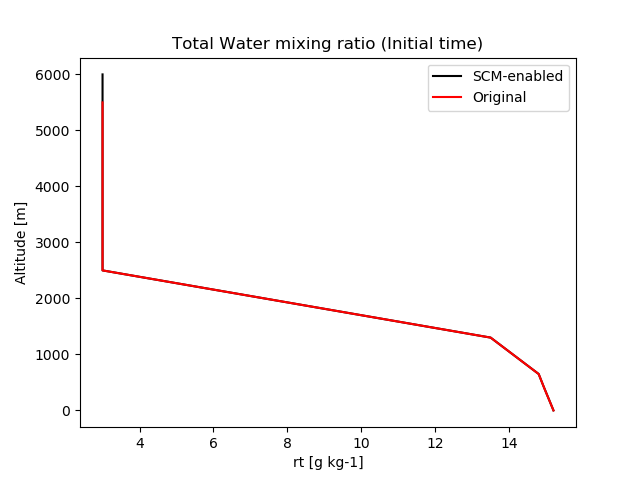 Total Water mixing ratio (Initial time)
SCM-enabled
Original
6000
5000
4000
3000
2000
1000
0
Altitude [m]
4
6
8
10
12
14
rt [g kg-1]